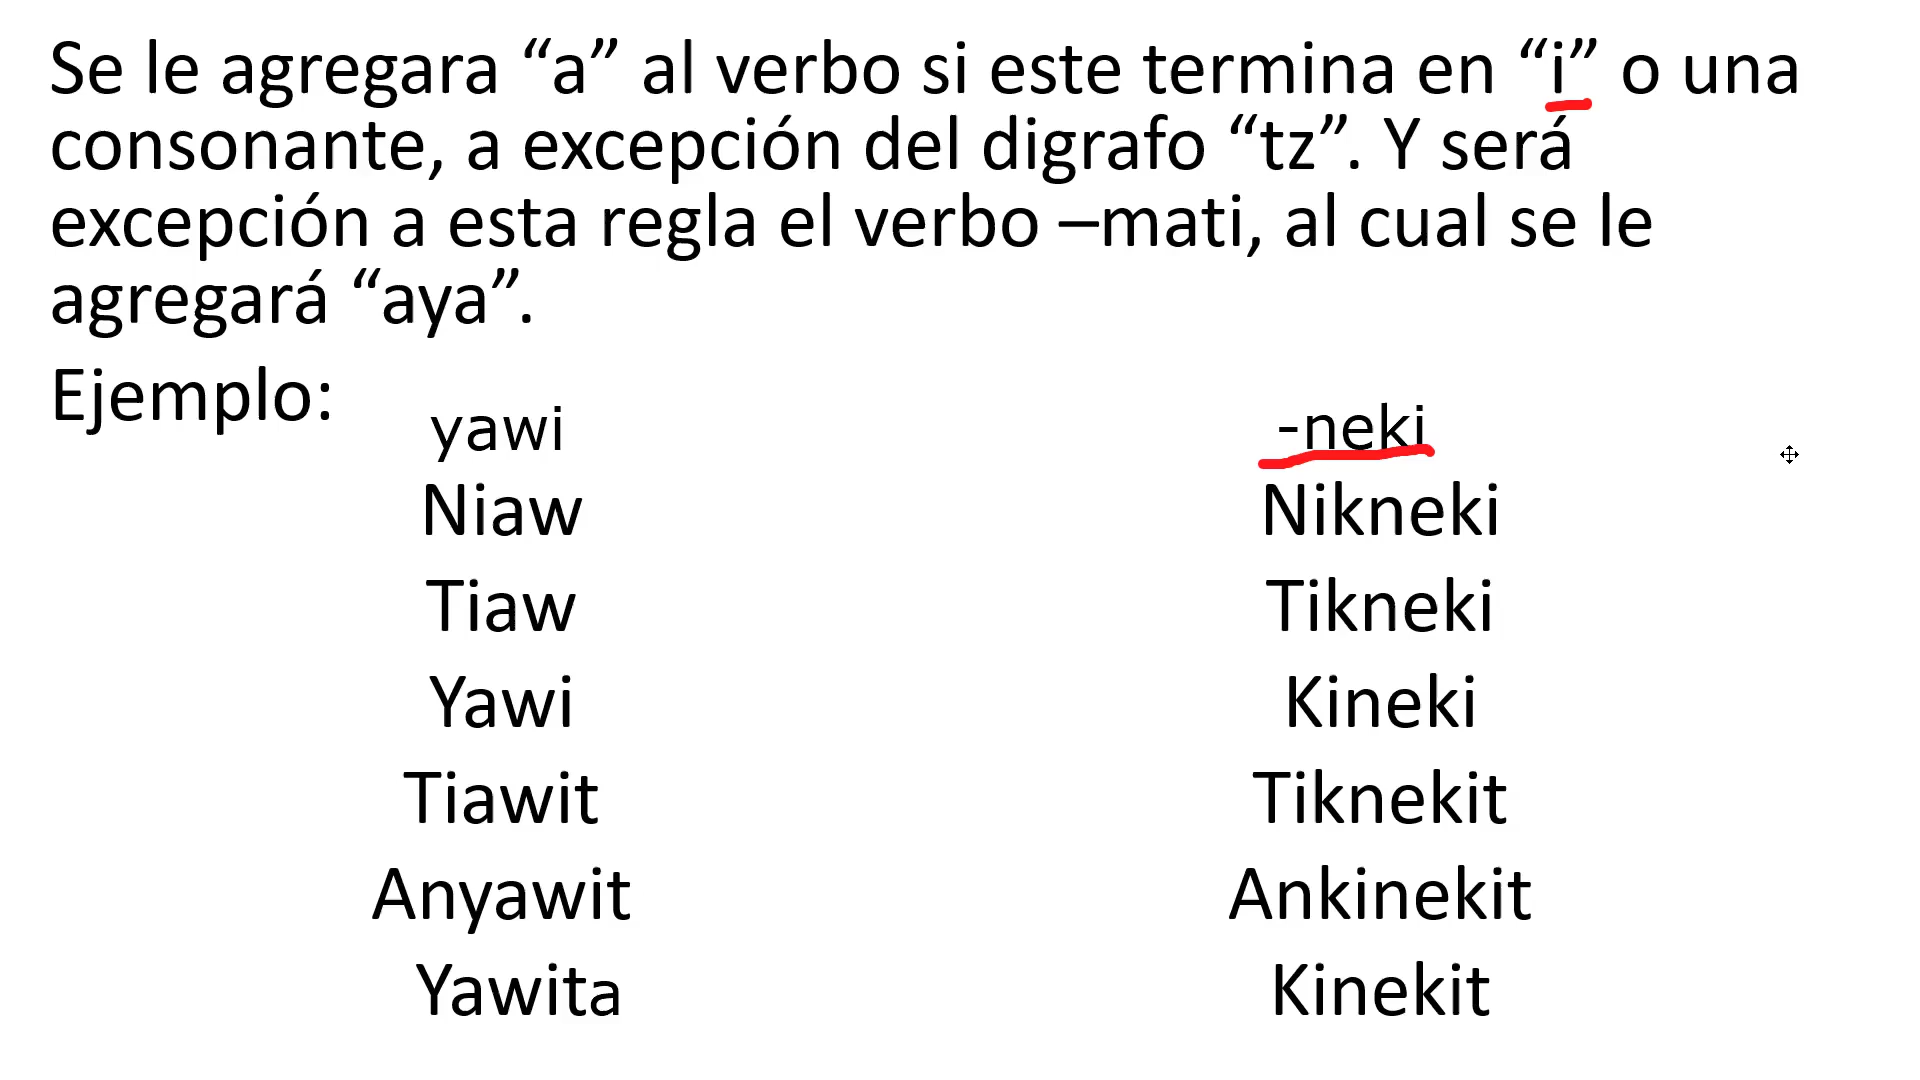 Se le agregara “a” al verbo si este termina en “i” o una
consonante, a excepción del digrafo “tz”. Y será
excepción a esta regla el verbo –mati, al cual se le
agregará “aya”.
Ejemplo:
yawi
Niaw
Tiaw
Yawi
Tiawit
Anyawit
Yawita
-neki
Nikneki
Tikneki
Kineki
Tiknekit
Ankinekit
Kinekit